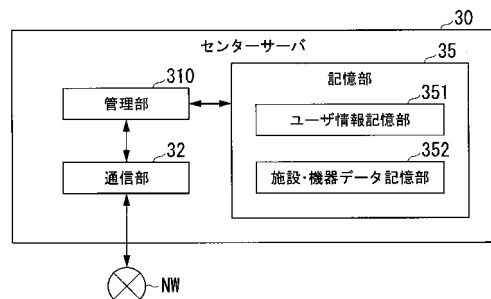 30
センターサーバ
35
310
管理部
記憶部
351
ユーザ情報記憶部
32
通信部
352
施設・機器データ記憶部
NW